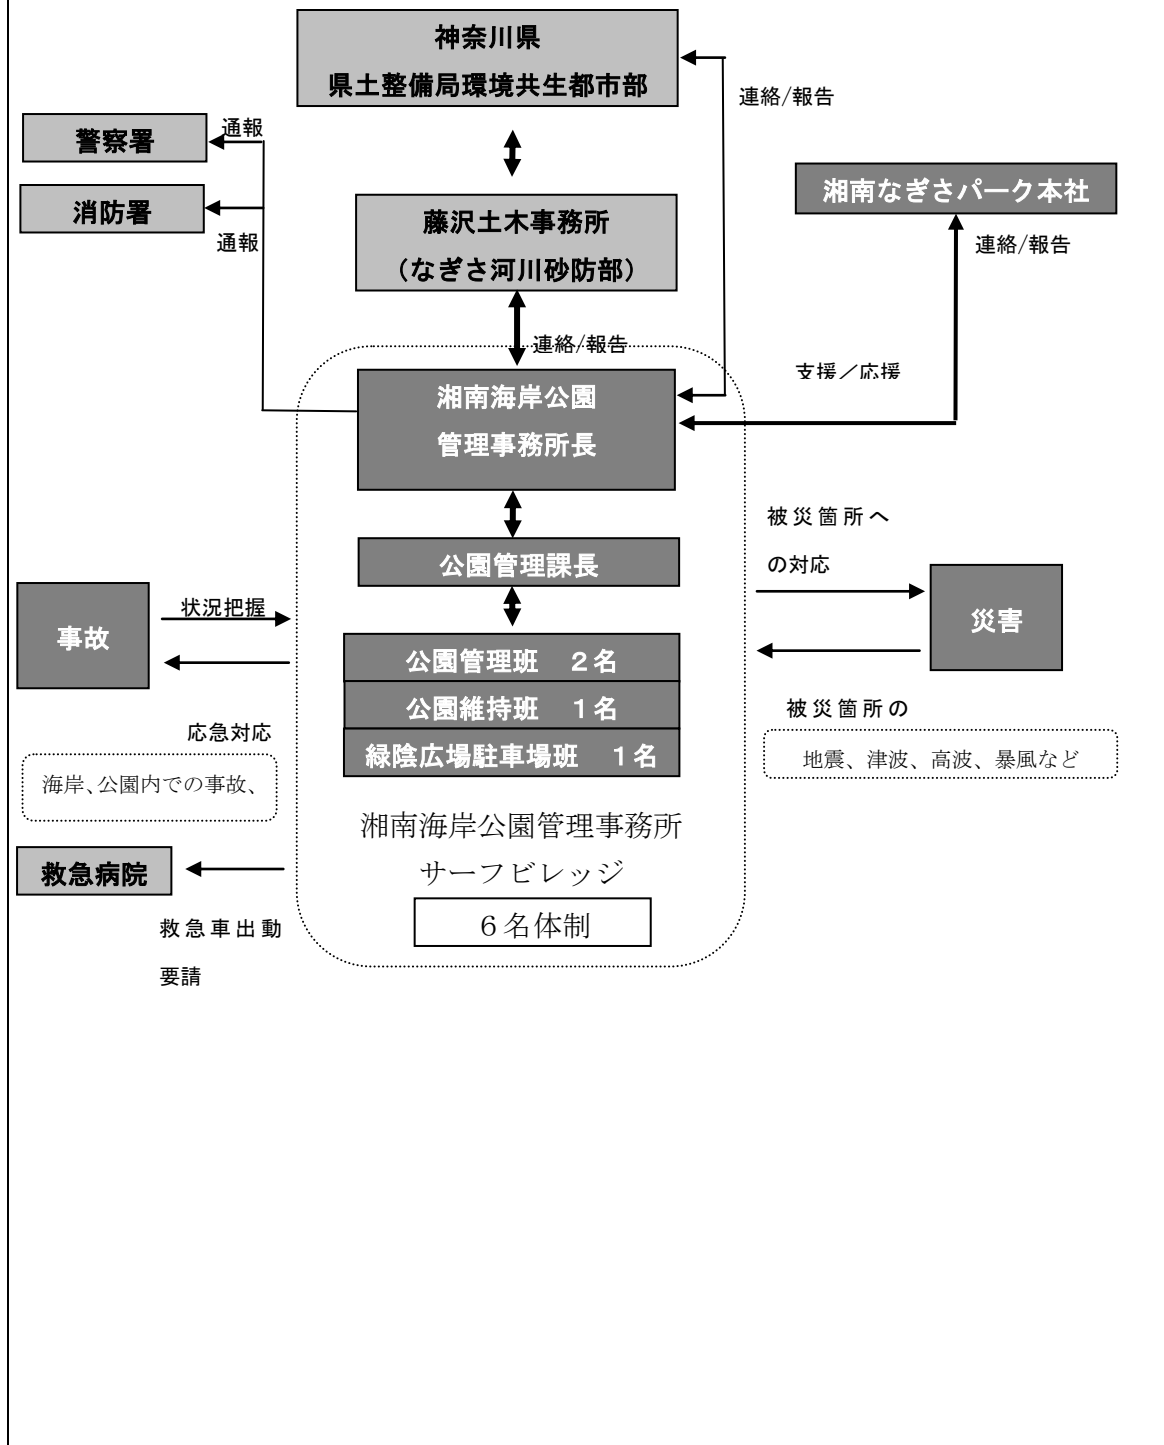 神奈川県
県土整備局環境共生都市部
連絡/報告
通報
警察署
消防署
通報
湘南なぎさパーク本社
連絡/報告
藤沢土木事務所
（なぎさ河川砂防部）
連絡/報告
支援／応援
湘南海岸公園
管理事務所長
被災箇所へ
の対応
公園管理課長
事故
状況把握
災害
公園管理班　２名
公園維持班　１名
緑陰広場駐車場班　１名
応急対応
海岸、公園内での事故、
被災箇所の
地震、津波、高波、暴風など
湘南海岸公園管理事務所
サーフビレッジ
６名体制
救急病院
救急車出動
要請